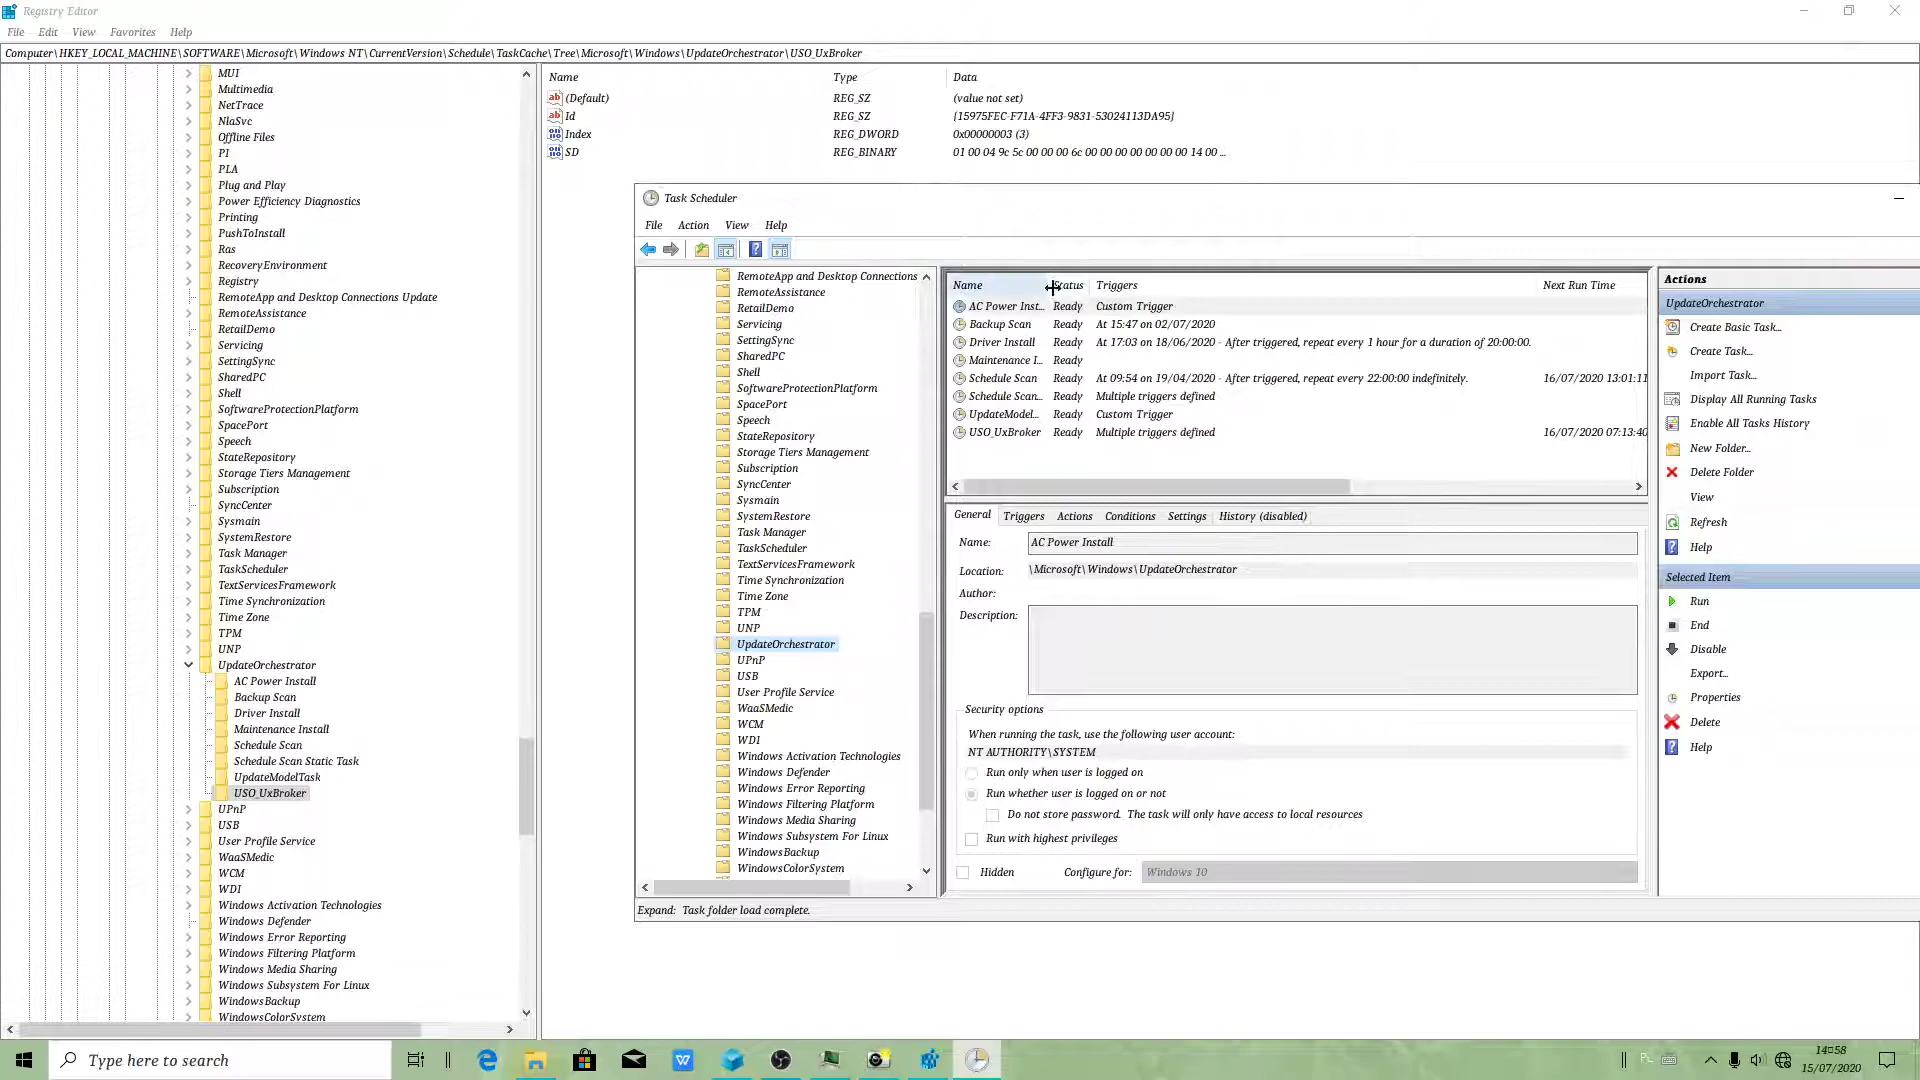 Registry Editor
File Edit View Favorites Help
Computer\HKEY_LOCAL_MACHINE\SOFTWARE\Microsoft\Windows NT\CurrentVersion\Schedule\TaskCache\Tree\Microsoft\Windows\UpdateOrchestrator\USO_UxBroker
MUI
Multimedia
NetTrace
NlaSvc
Offline Files
PI
PLA
Plug and Play
Power Efficiency Diagnostics
Printing
PushToInstall
Ras
RecoveryEnvironment
Registry
RemoteApp and Desktop Connections Update
RemoteAssistance
RetailDemo
Servicing
SettingSync
SharedPC
Shell
SoftwareProtectionPlatform
SpacePort
Speech
StateRepository
Storage Tiers Management
Subscription
SyncCenter
Sysmain
SystemRestore
Task Manager
TaskScheduler
TextServicesFramework
Time Synchronization
Time Zone
TPM
UNP
UpdateOrchestrator
AC Power Install
Backup Scan
Driver Install
Maintenance Install
Schedule Scan
Schedule Scan Static Task
UpdateModelTask
USO_UxBroker
UPnP
USB
User Profile Service
WaaSMedic
WCM
WDI
Windows Activation Technologies
Windows Defender
Windows Error Reporting
Windows Filtering Platform
Windows Media Sharing
Windows Subsystem For Linux
WindowsBackup
WindowsColorSystem
Name Type Data
(Default) REG_SZ (value not set)
Id REG_SZ {15975FEC-F71A-4FF3-9831-53024113DA95}
Index REG_DWORD 0x00000003 (3)
SD REG_BINARY 01 00 04 9c 5c 00 00 00 6c 00 00 00 00 00 00 00 14 00 ...
Task Scheduler
File Action View Help
RemoteApp and Desktop Connections
RemoteAssistance
RetailDemo
Servicing
SettingSync
SharedPC
Shell
SoftwareProtectionPlatform
SpacePort
Speech
StateRepository
Storage Tiers Management
Subscription
SyncCenter
Sysmain
SystemRestore
Task Manager
TaskScheduler
TextServicesFramework
Time Synchronization
Time Zone
TPM
UNP
UpdateOrchestrator
UPnP
USB
User Profile Service
WaaSMedic
WCM
WDI
Windows Activation Technologies
Windows Defender
Windows Error Reporting
Windows Filtering Platform
Windows Media Sharing
Windows Subsystem For Linux
WindowsBackup
WindowsColorSystem
Name Status Triggers Next Run Time
AC Power Inst... Ready Custom Trigger
Backup Scan Ready At 15:47 on 02/07/2020
Driver Install Ready At 17:03 on 18/06/2020 - After triggered, repeat every 1 hour for a duration of 20:00:00.
Maintenance I... Ready
Schedule Scan Ready At 09:54 on 19/04/2020 - After triggered, repeat every 22:00:00 indefinitely. 16/07/2020 13:01:11
Schedule Scan... Ready Multiple triggers defined
UpdateModel... Ready Custom Trigger
USO_UxBroker Ready Multiple triggers defined 16/07/2020 07:13:40
General Triggers Actions Conditions Settings History (disabled)
Name: AC Power Install
Location: \Microsoft\Windows\UpdateOrchestrator
Author:
Description:
Security options
When running the task, use the following user account:
NT AUTHORITY\SYSTEM
Run only when user is logged on
Run whether user is logged on or not
Do not store password. The task will only have access to local resources
Run with highest privileges
Hidden Configure for: Windows 10
Actions
UpdateOrchestrator
Create Basic Task...
Create Task...
Import Task...
Display All Running Tasks
Enable All Tasks History
New Folder...
Delete Folder
View
Refresh
Help
Selected Item
Run
End
Disable
Export...
Properties
Delete
Help
Expand: Task folder load complete.
Type here to search
15/07/2020